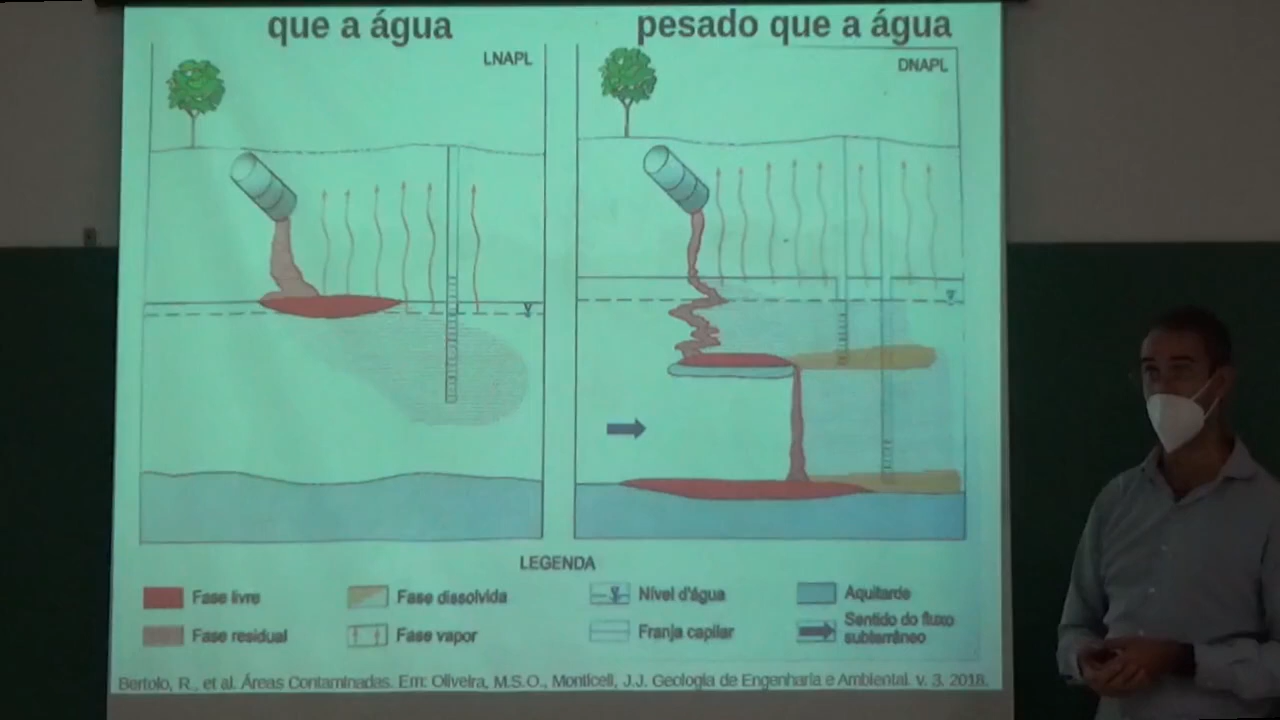 que a água
pesado que a água
LNAPL
DNAPL
LEGENDA
Fase livre
Fase dissolvida
Nível d'água
Aquitarde
Fase residual
Fase vapor
Franja capilar
Sentido do fluxo
subterrâneo
Bertolo, R., et al. Áreas Contaminadas. Em: Oliveira, M.S.O., Monticeli, J.J. Geologia de Engenharia e Ambiental. v. 3. 2018.